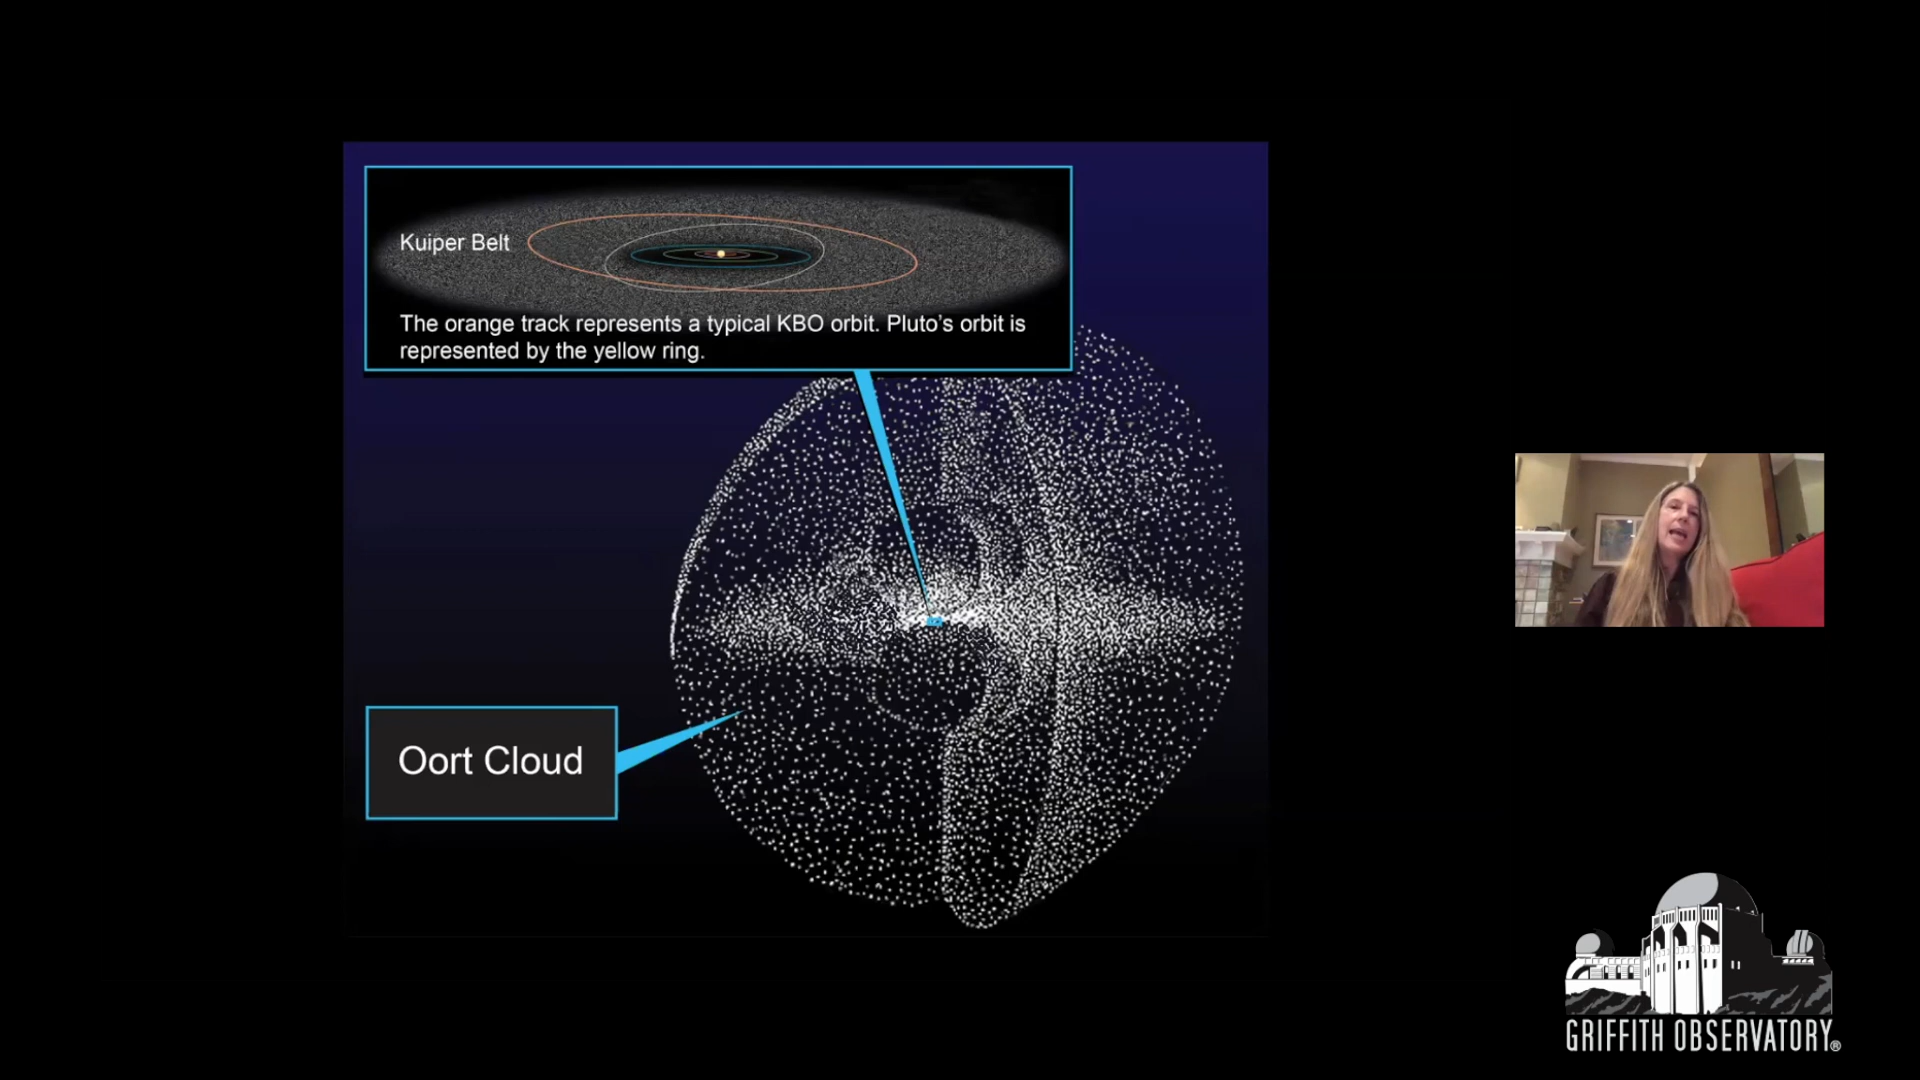 Kuiper Belt
The orange track represents a typical KBO orbit. Pluto's orbit is
represented by the yellow ring.
Oort Cloud
GRIFFITH OBSERVATORY®